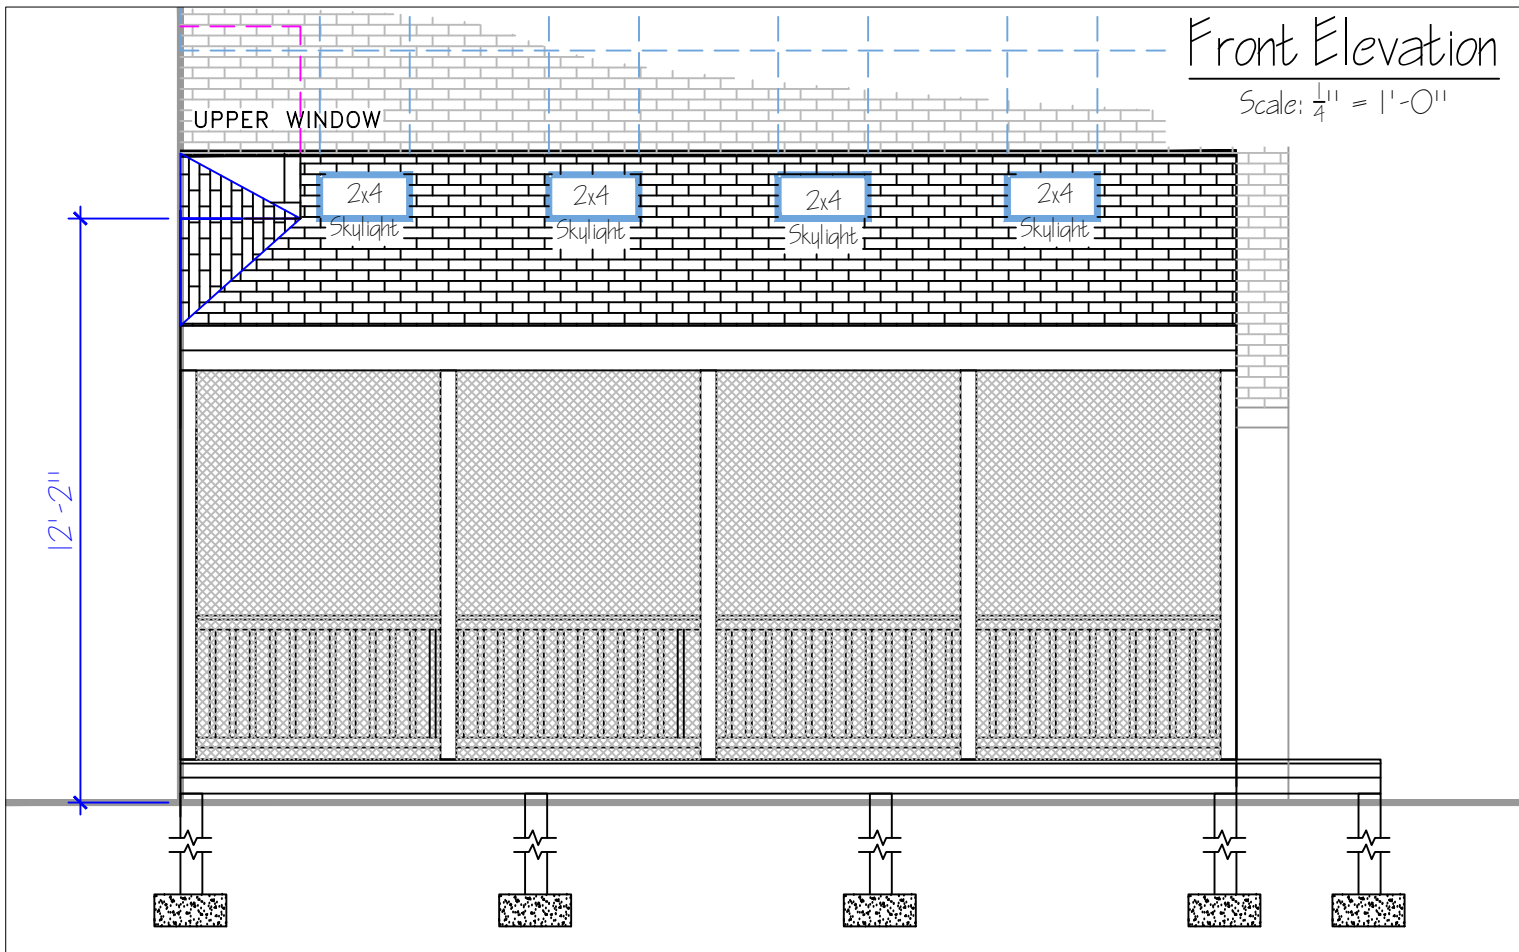 Front Elevation
Scale: 1/4" = 1'-0"
UPPER WINDOW
2x4
Skylight
2x4
Skylight
2x4
Skylight
2x4
Skylight
12'-2"